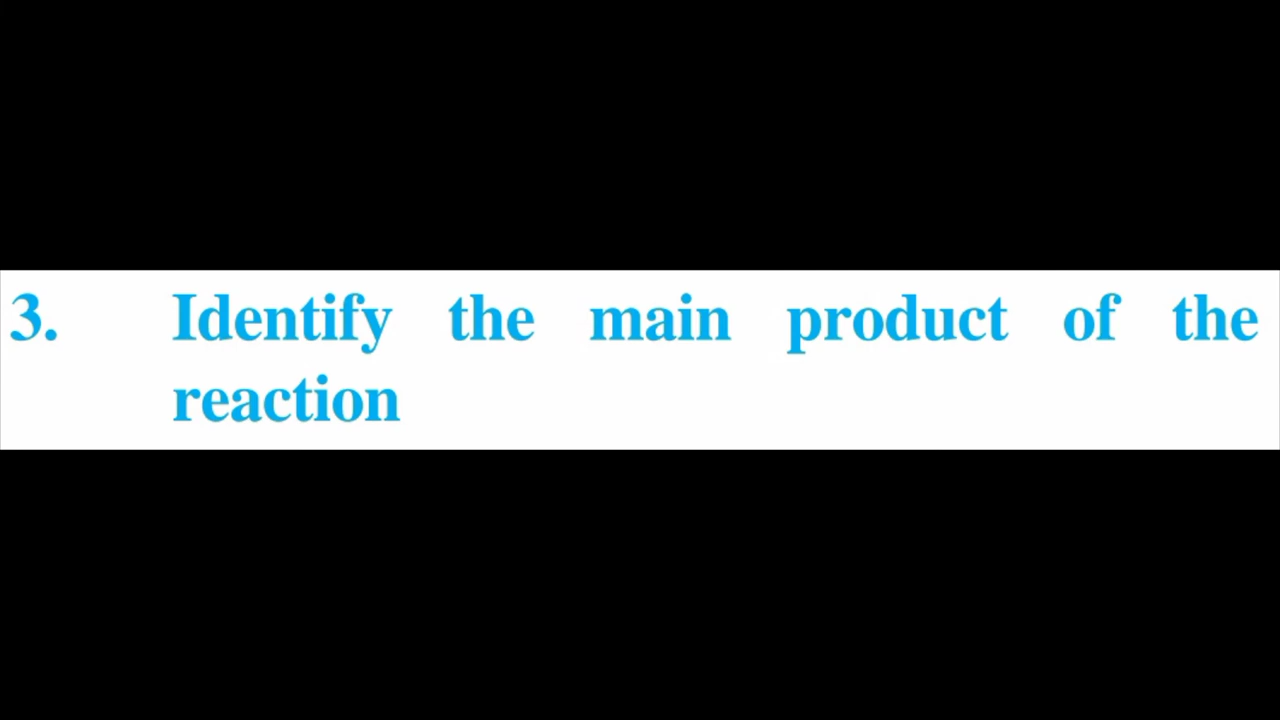 3. Identify the main product of the
reaction